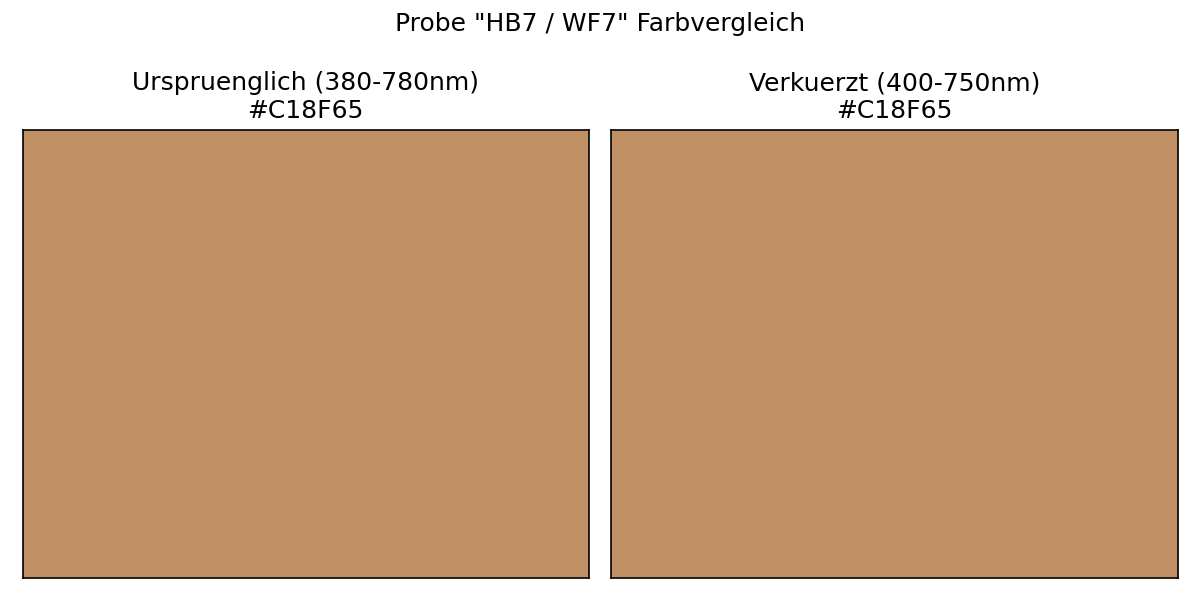 Probe "HB7 / WF7" Farbvergleich
Urspruenglich (380-780nm)
#C18F65
Verkuerzt (400-750nm)
#C18F65